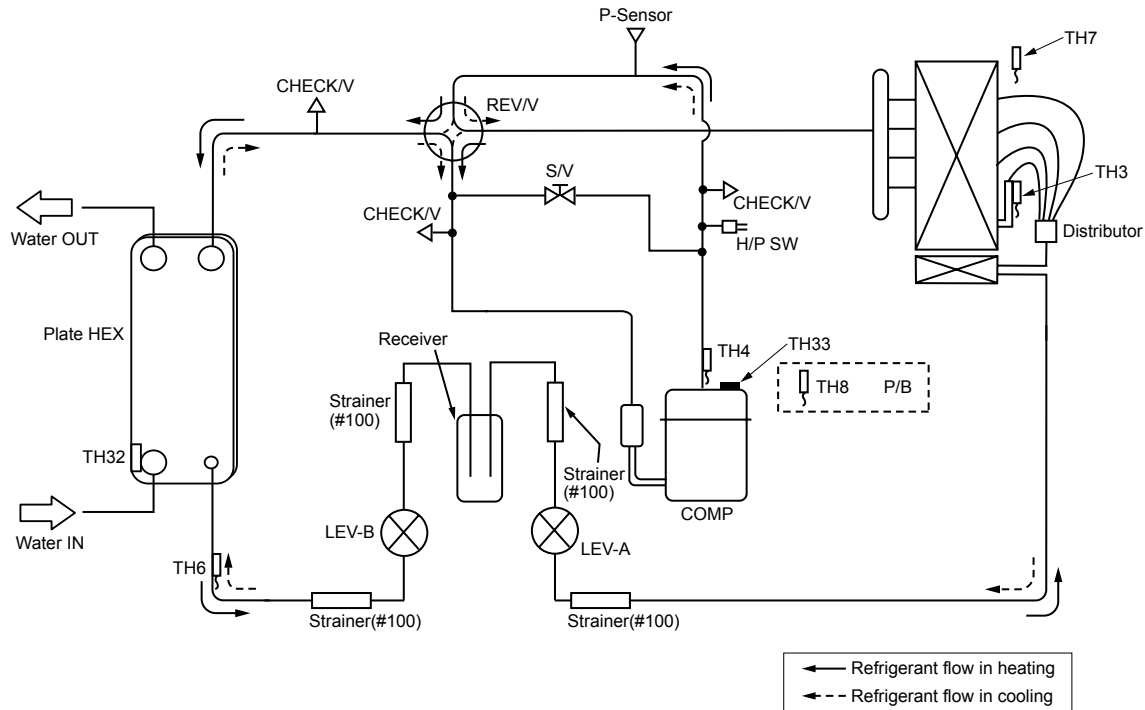 P-Sensor
TH7
CHECK/V
REV/V
S/V
CHECK/V
TH3
CHECK/V
H/P SW
Distributor
Water OUT
Plate HEX
Receiver
TH4
TH33
TH8 P/B
Strainer
(#100)
TH32
Strainer
(#100)
COMP
Water IN
LEV-B
LEV-A
TH6
Strainer(#100)
Strainer(#100)
Refrigerant flow in heating
Refrigerant flow in cooling